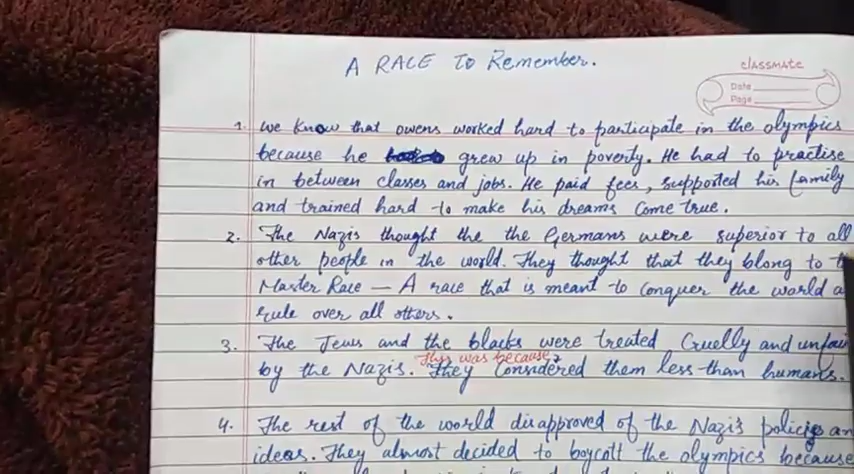 A RACE TO Remember.
classmate
Date
Page
1. we know that owens worked hard to participate in the olympics
because he grew up in poverty. He had to practise
in between classes and jobs. He paid fees, supported his family
and trained hard to make his dreams come true.
2. The Nazis thought the the Germans were superior to all
other people in the world. They thought that they blong to
Master Race — A race that is meant to conquer the world
rule over all others.
3. The Jews and the blacks were treated Cruelly and unfai
This was because,
by the Nazis. They Considered them less than humans.
4. The rest of the world disapproved of the Nazi's policies an
ideas. They almost decided to boycott the olympics because